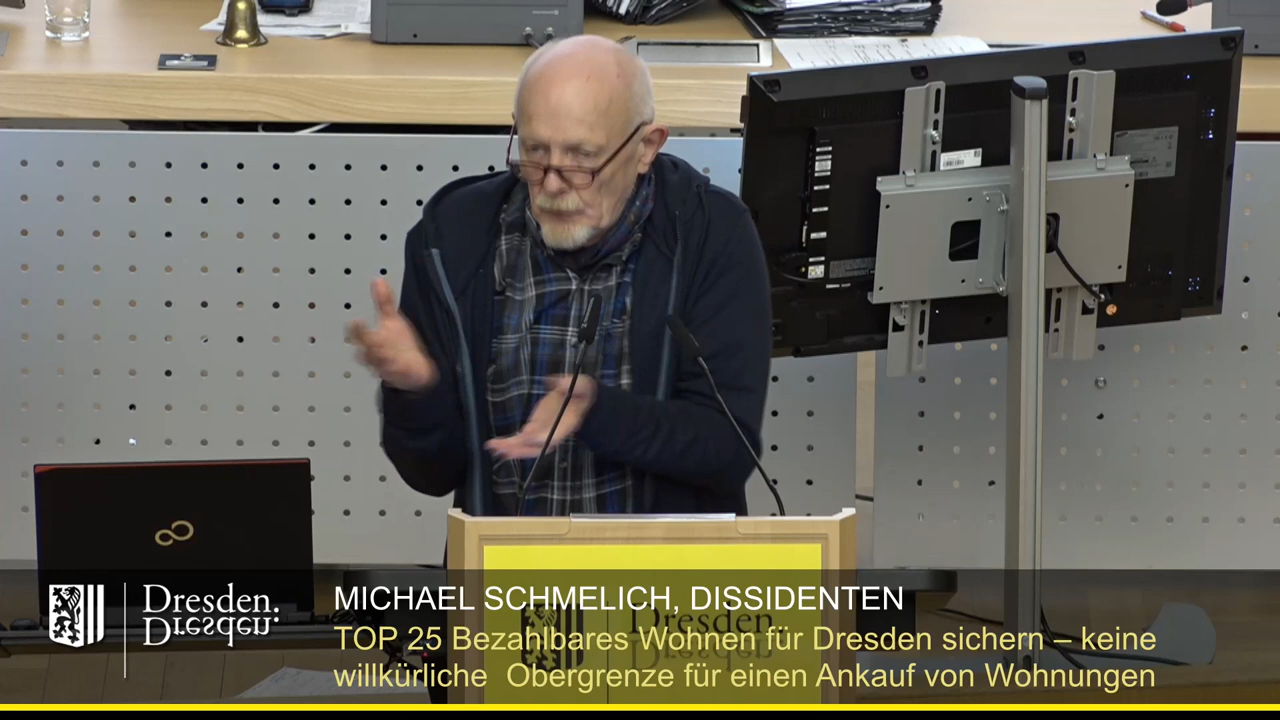 MICHAEL SCHMELICH, DISSIDENTEN
Dresden.
Dresden.
TOP 25 Bezahlbares Wohnen für Dresden sichern – keine
willkürliche Obergrenze für einen Ankauf von Wohnungen